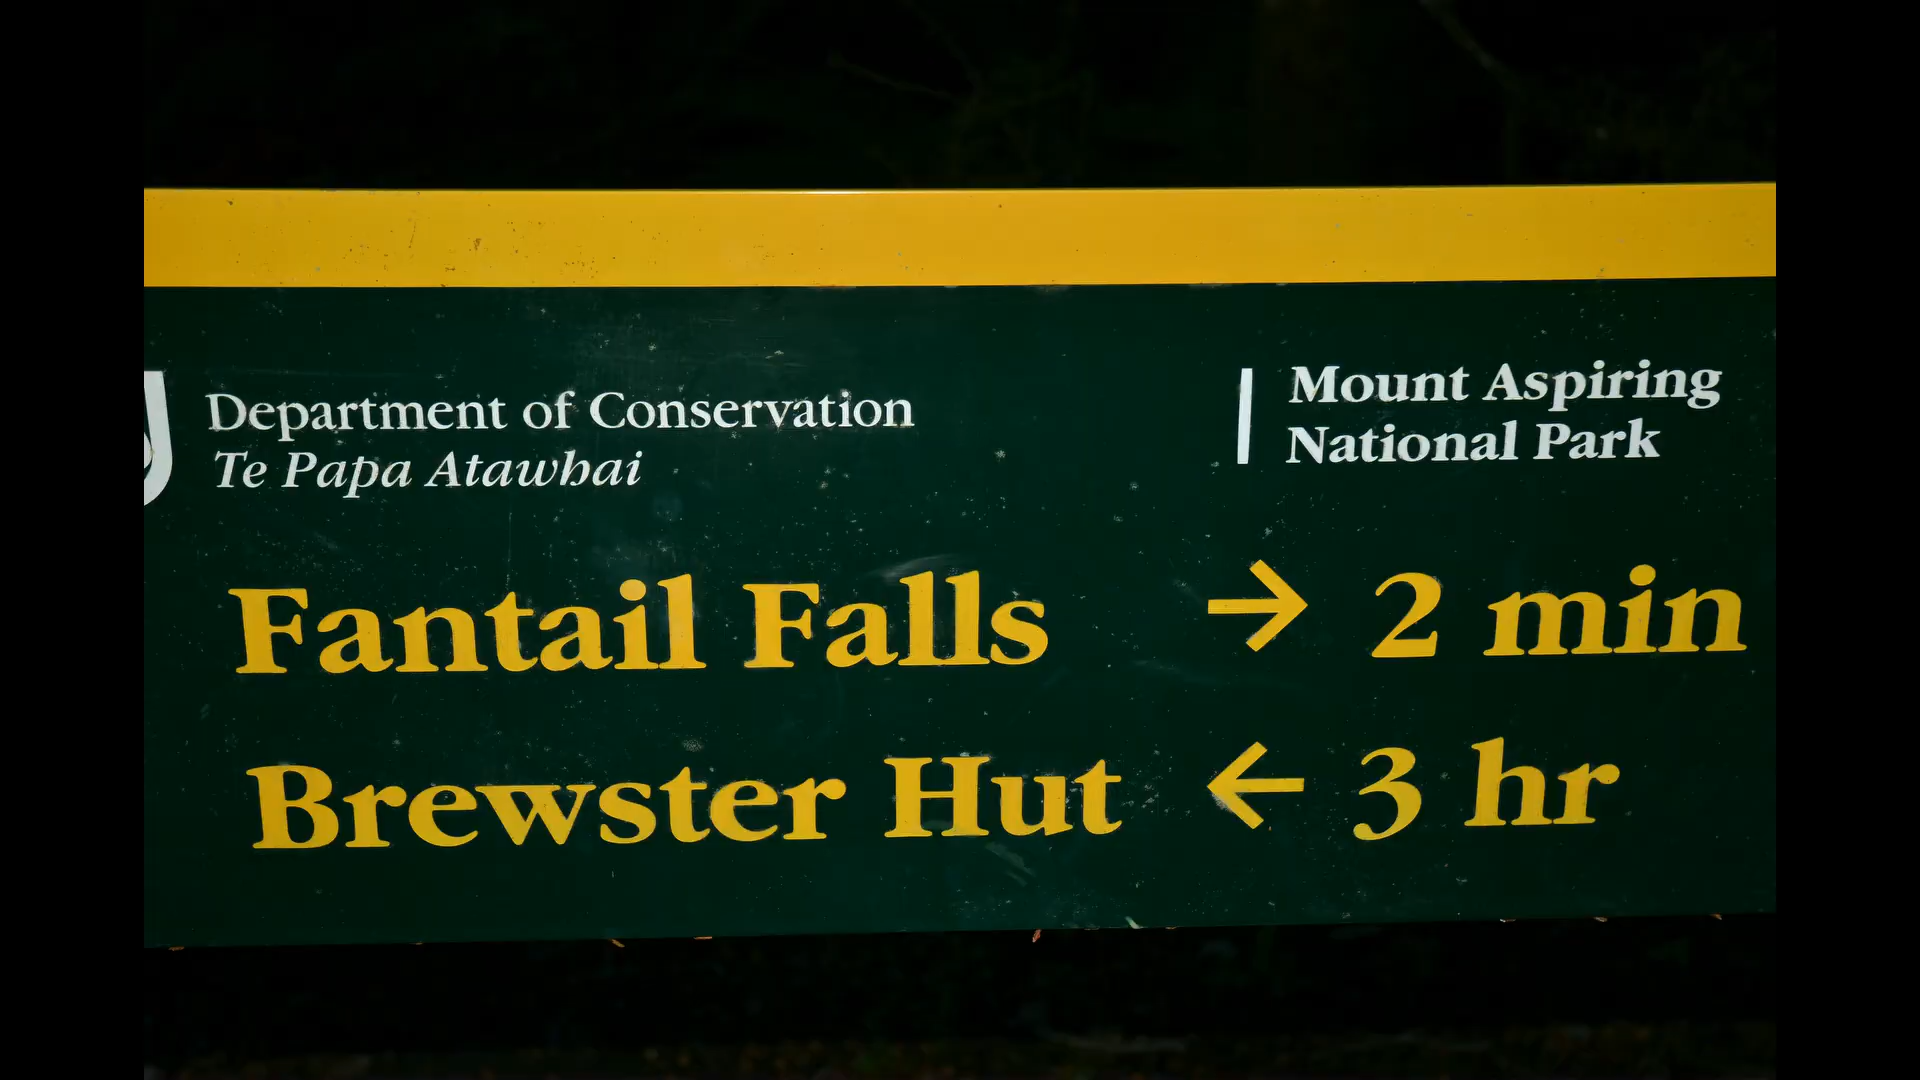 Department of Conservation
Te Papa Atawhai
Mount Aspiring
National Park
Fantail Falls → 2 min
Brewster Hut ← 3 hr